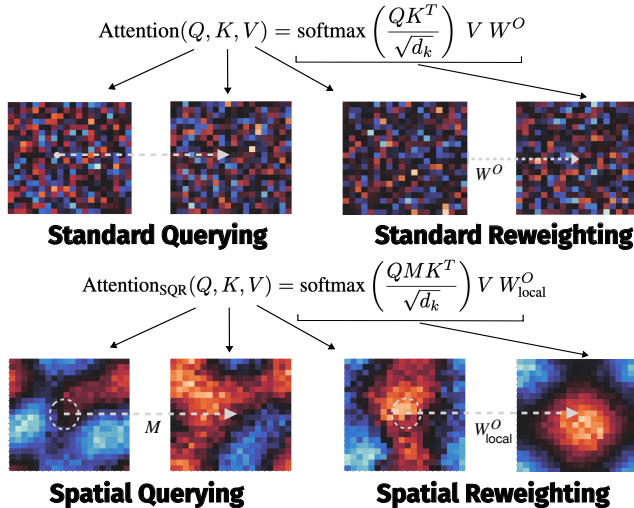 Attention(Q, K, V) = softmax (QK^T / √d_k) V W^O
W^O
Standard Querying Standard Reweighting
Attention_SQR(Q, K, V) = softmax (QMK^T / √d_k) V W^O_local
M W^O_local
Spatial Querying Spatial Reweighting